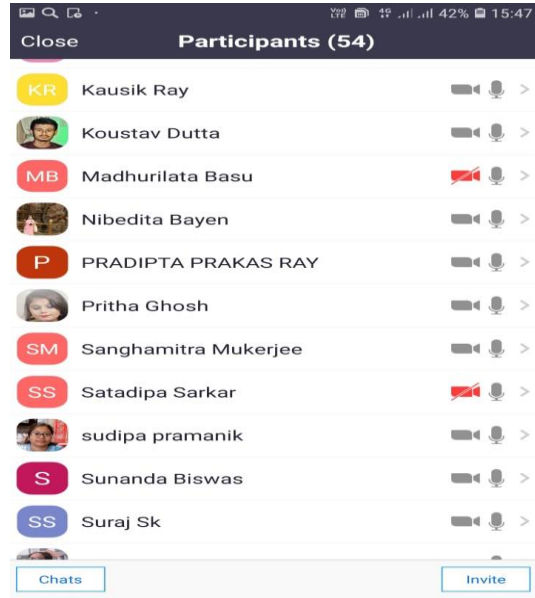 42% 15:47
Close Participants (54)
KR Kausik Ray
Koustav Dutta
MB Madhurilata Basu
Nibedita Bayen
P PRADIPTA PRAKAS RAY
Pritha Ghosh
SM Sanghamitra Mukerjee
SS Satadipa Sarkar
sudipa pramanik
S Sunanda Biswas
SS Suraj Sk
Chats Invite